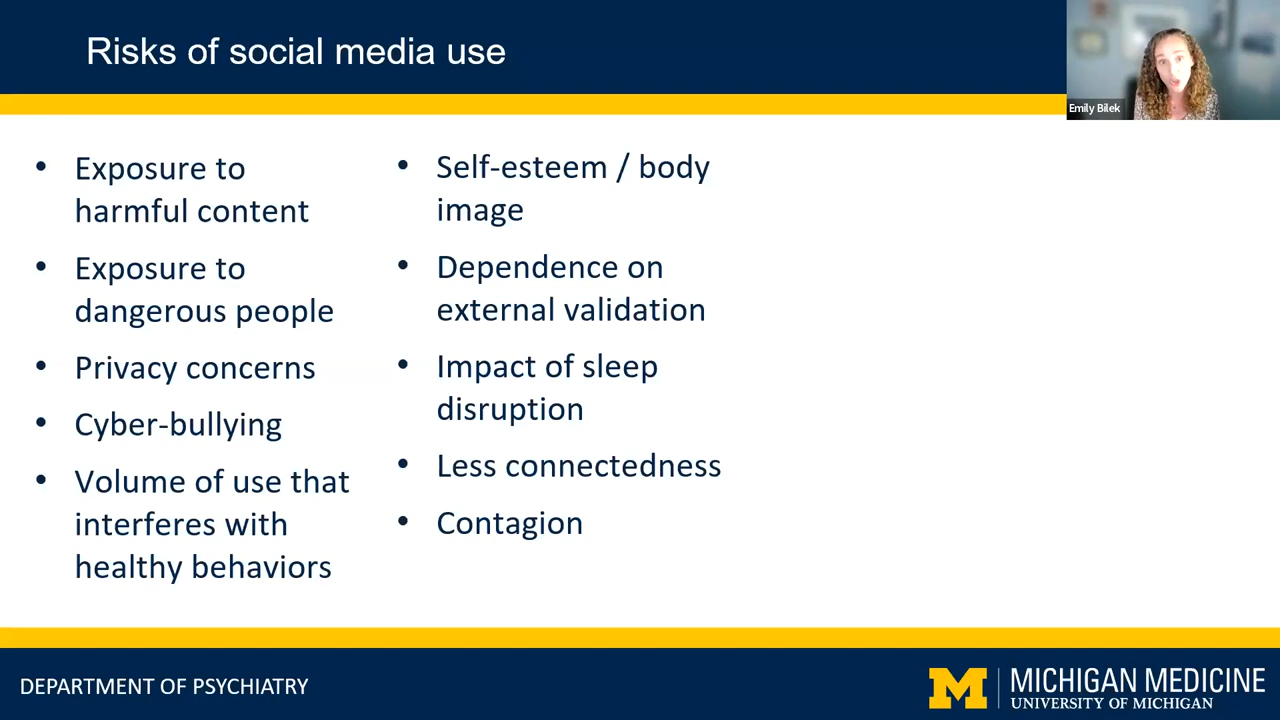 Risks of social media use
Emily Bilek
• Exposure to
harmful content
• Exposure to
dangerous people
• Privacy concerns
• Cyber-bullying
• Volume of use that
interferes with
healthy behaviors
• Self-esteem / body
image
• Dependence on
external validation
• Impact of sleep
disruption
• Less connectedness
• Contagion
DEPARTMENT OF PSYCHIATRY
M
MICHIGAN MEDICINE
UNIVERSITY OF MICHIGAN